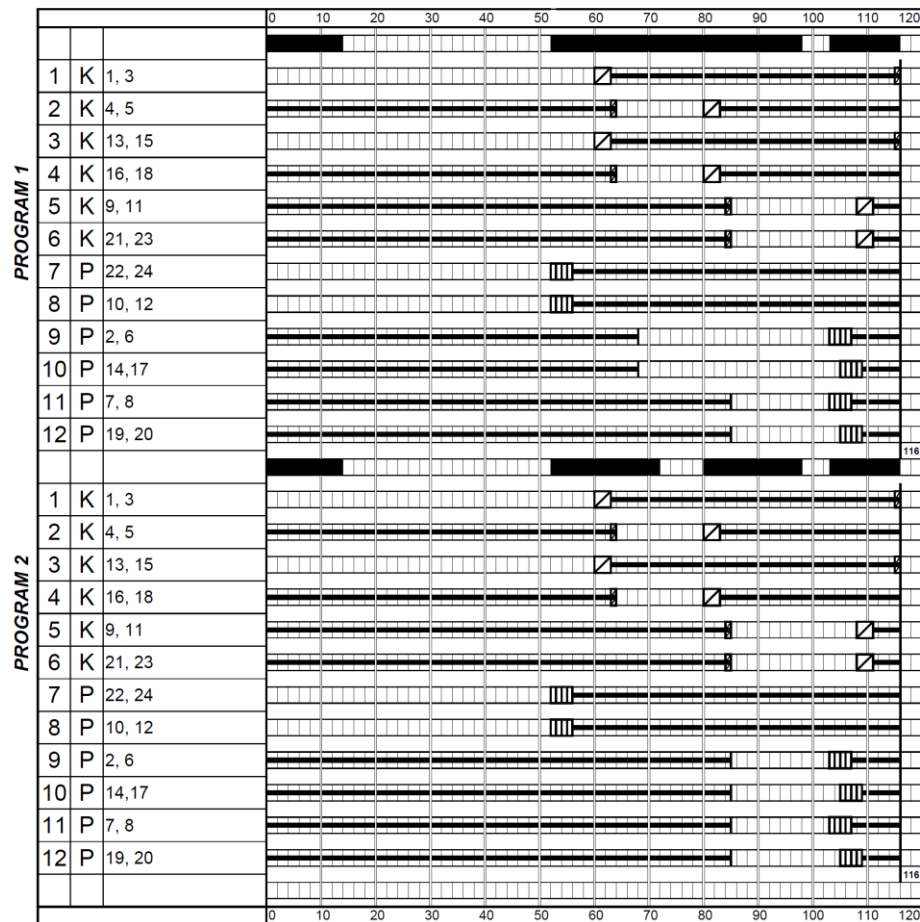 0 10 20 30 40 50 60 70 80 90 100 110 120
PROGRAM 1
1 K 1, 3
2 K 4, 5
3 K 13, 15
4 K 16, 18
5 K 9, 11
6 K 21, 23
7 P 22, 24
8 P 10, 12
9 P 2, 6
10 P 14,17
11 P 7, 8
12 P 19, 20
116
PROGRAM 2
1 K 1, 3
2 K 4, 5
3 K 13, 15
4 K 16, 18
5 K 9, 11
6 K 21, 23
7 P 22, 24
8 P 10, 12
9 P 2, 6
10 P 14,17
11 P 7, 8
12 P 19, 20
116
0 10 20 30 40 50 60 70 80 90 100 110 120